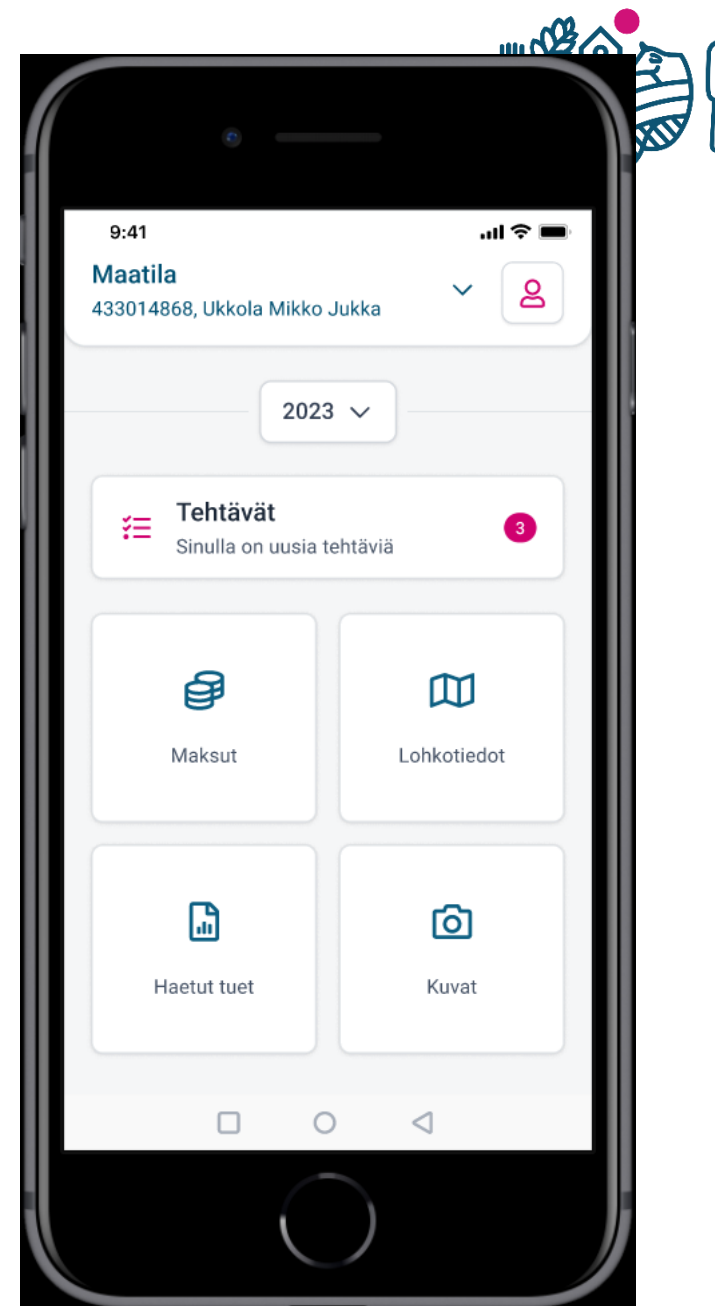 9:41
Maatila
433014868, Ukkola Mikko Jukka
2023
Tehtävät
Sinulla on uusia tehtäviä
3
Maksut
Lohkotiedot
Haetut tuet
Kuvat